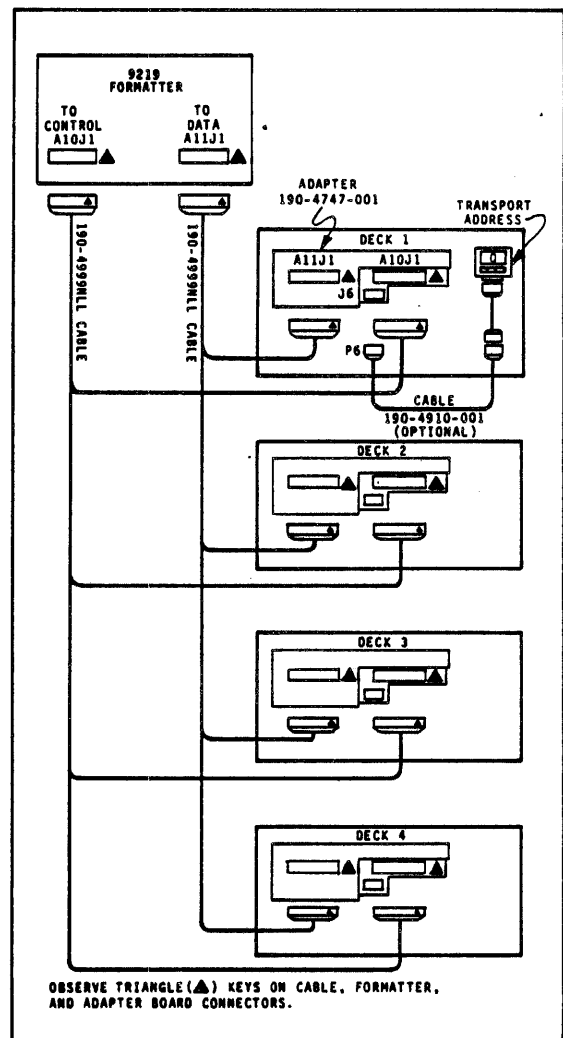 9219
FORMATTER
TO
CONTROL
A10J1
TO
DATA
A11J1
190-4999NLL CABLE
190-4999NLL CABLE
ADAPTER
190-4747-001
TRANSPORT
ADDRESS
DECK 1
A11J1
A10J1
J6
0
P6
CABLE
190-4910-001
(OPTIONAL)
DECK 2
DECK 3
DECK 4
OBSERVE TRIANGLE(▲) KEYS ON CABLE, FORMATTER,
AND ADAPTER BOARD CONNECTORS.